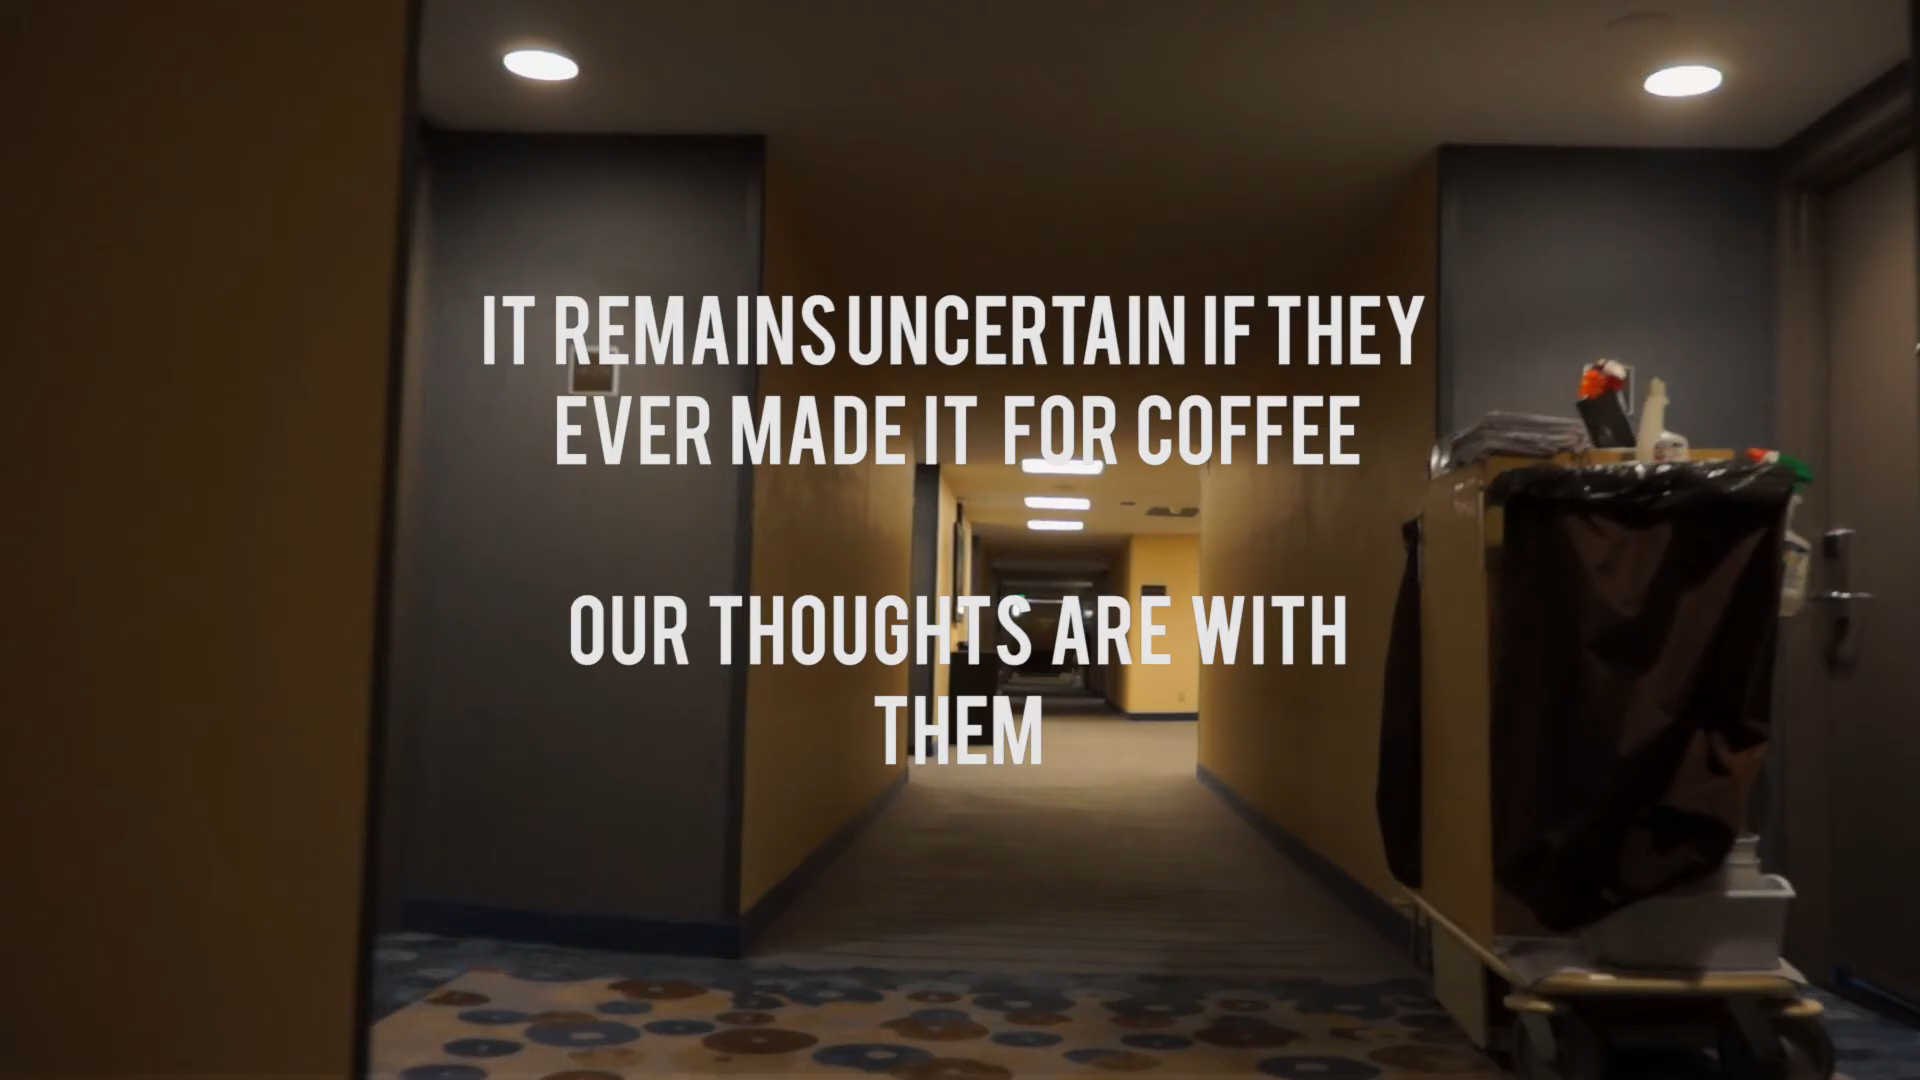 IT REMAINS UNCERTAIN IF THEY
EVER MADE IT FOR COFFEE
OUR THOUGHTS ARE WITH
THEM